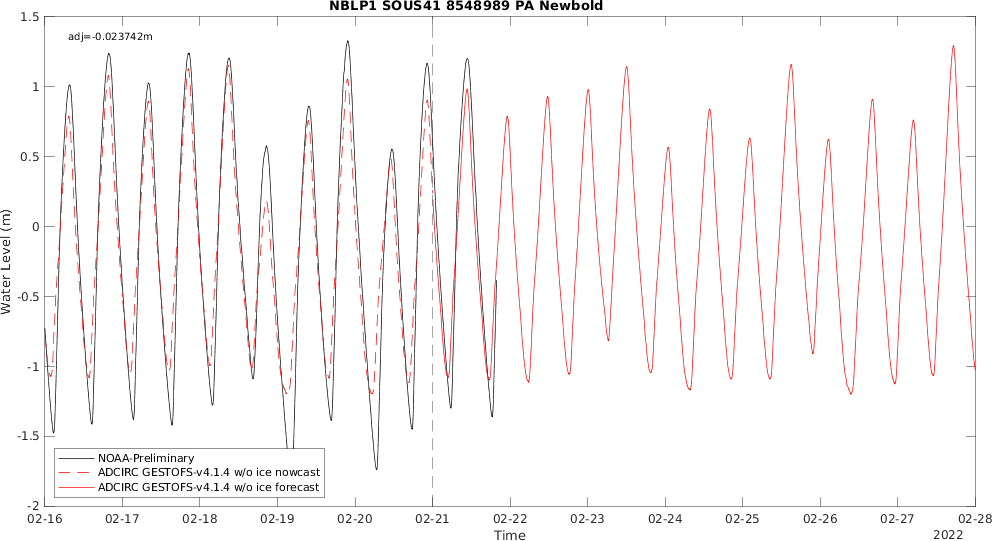 NBLP1 SOUS41 8548989 PA Newbold
adj=-0.023742m
1.5
1
0.5
0
-0.5
-1
-1.5
-2
Water Level (m)
NOAA-Preliminary
ADCIRC GESTOFS-v4.1.4 w/o ice nowcast
ADCIRC GESTOFS-v4.1.4 w/o ice forecast
02-16 02-17 02-18 02-19 02-20 02-21 02-22 02-23 02-24 02-25 02-26 02-27 02-28
Time
2022